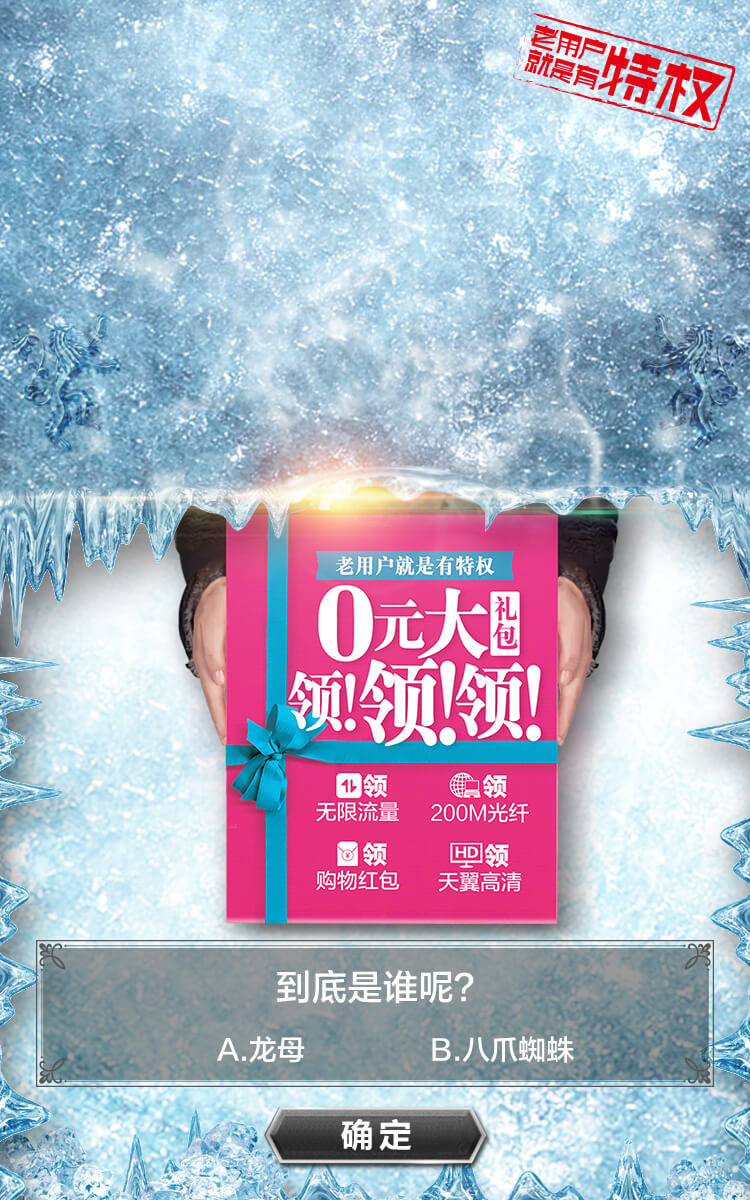 老用户
就是有特权
老用户就是有特权
0元大礼包
领!领!领!
领
无限流量
领
200M光纤
领
购物红包
HD领
天翼高清
到底是谁呢?
A.龙母
B.八爪蜘蛛
确定